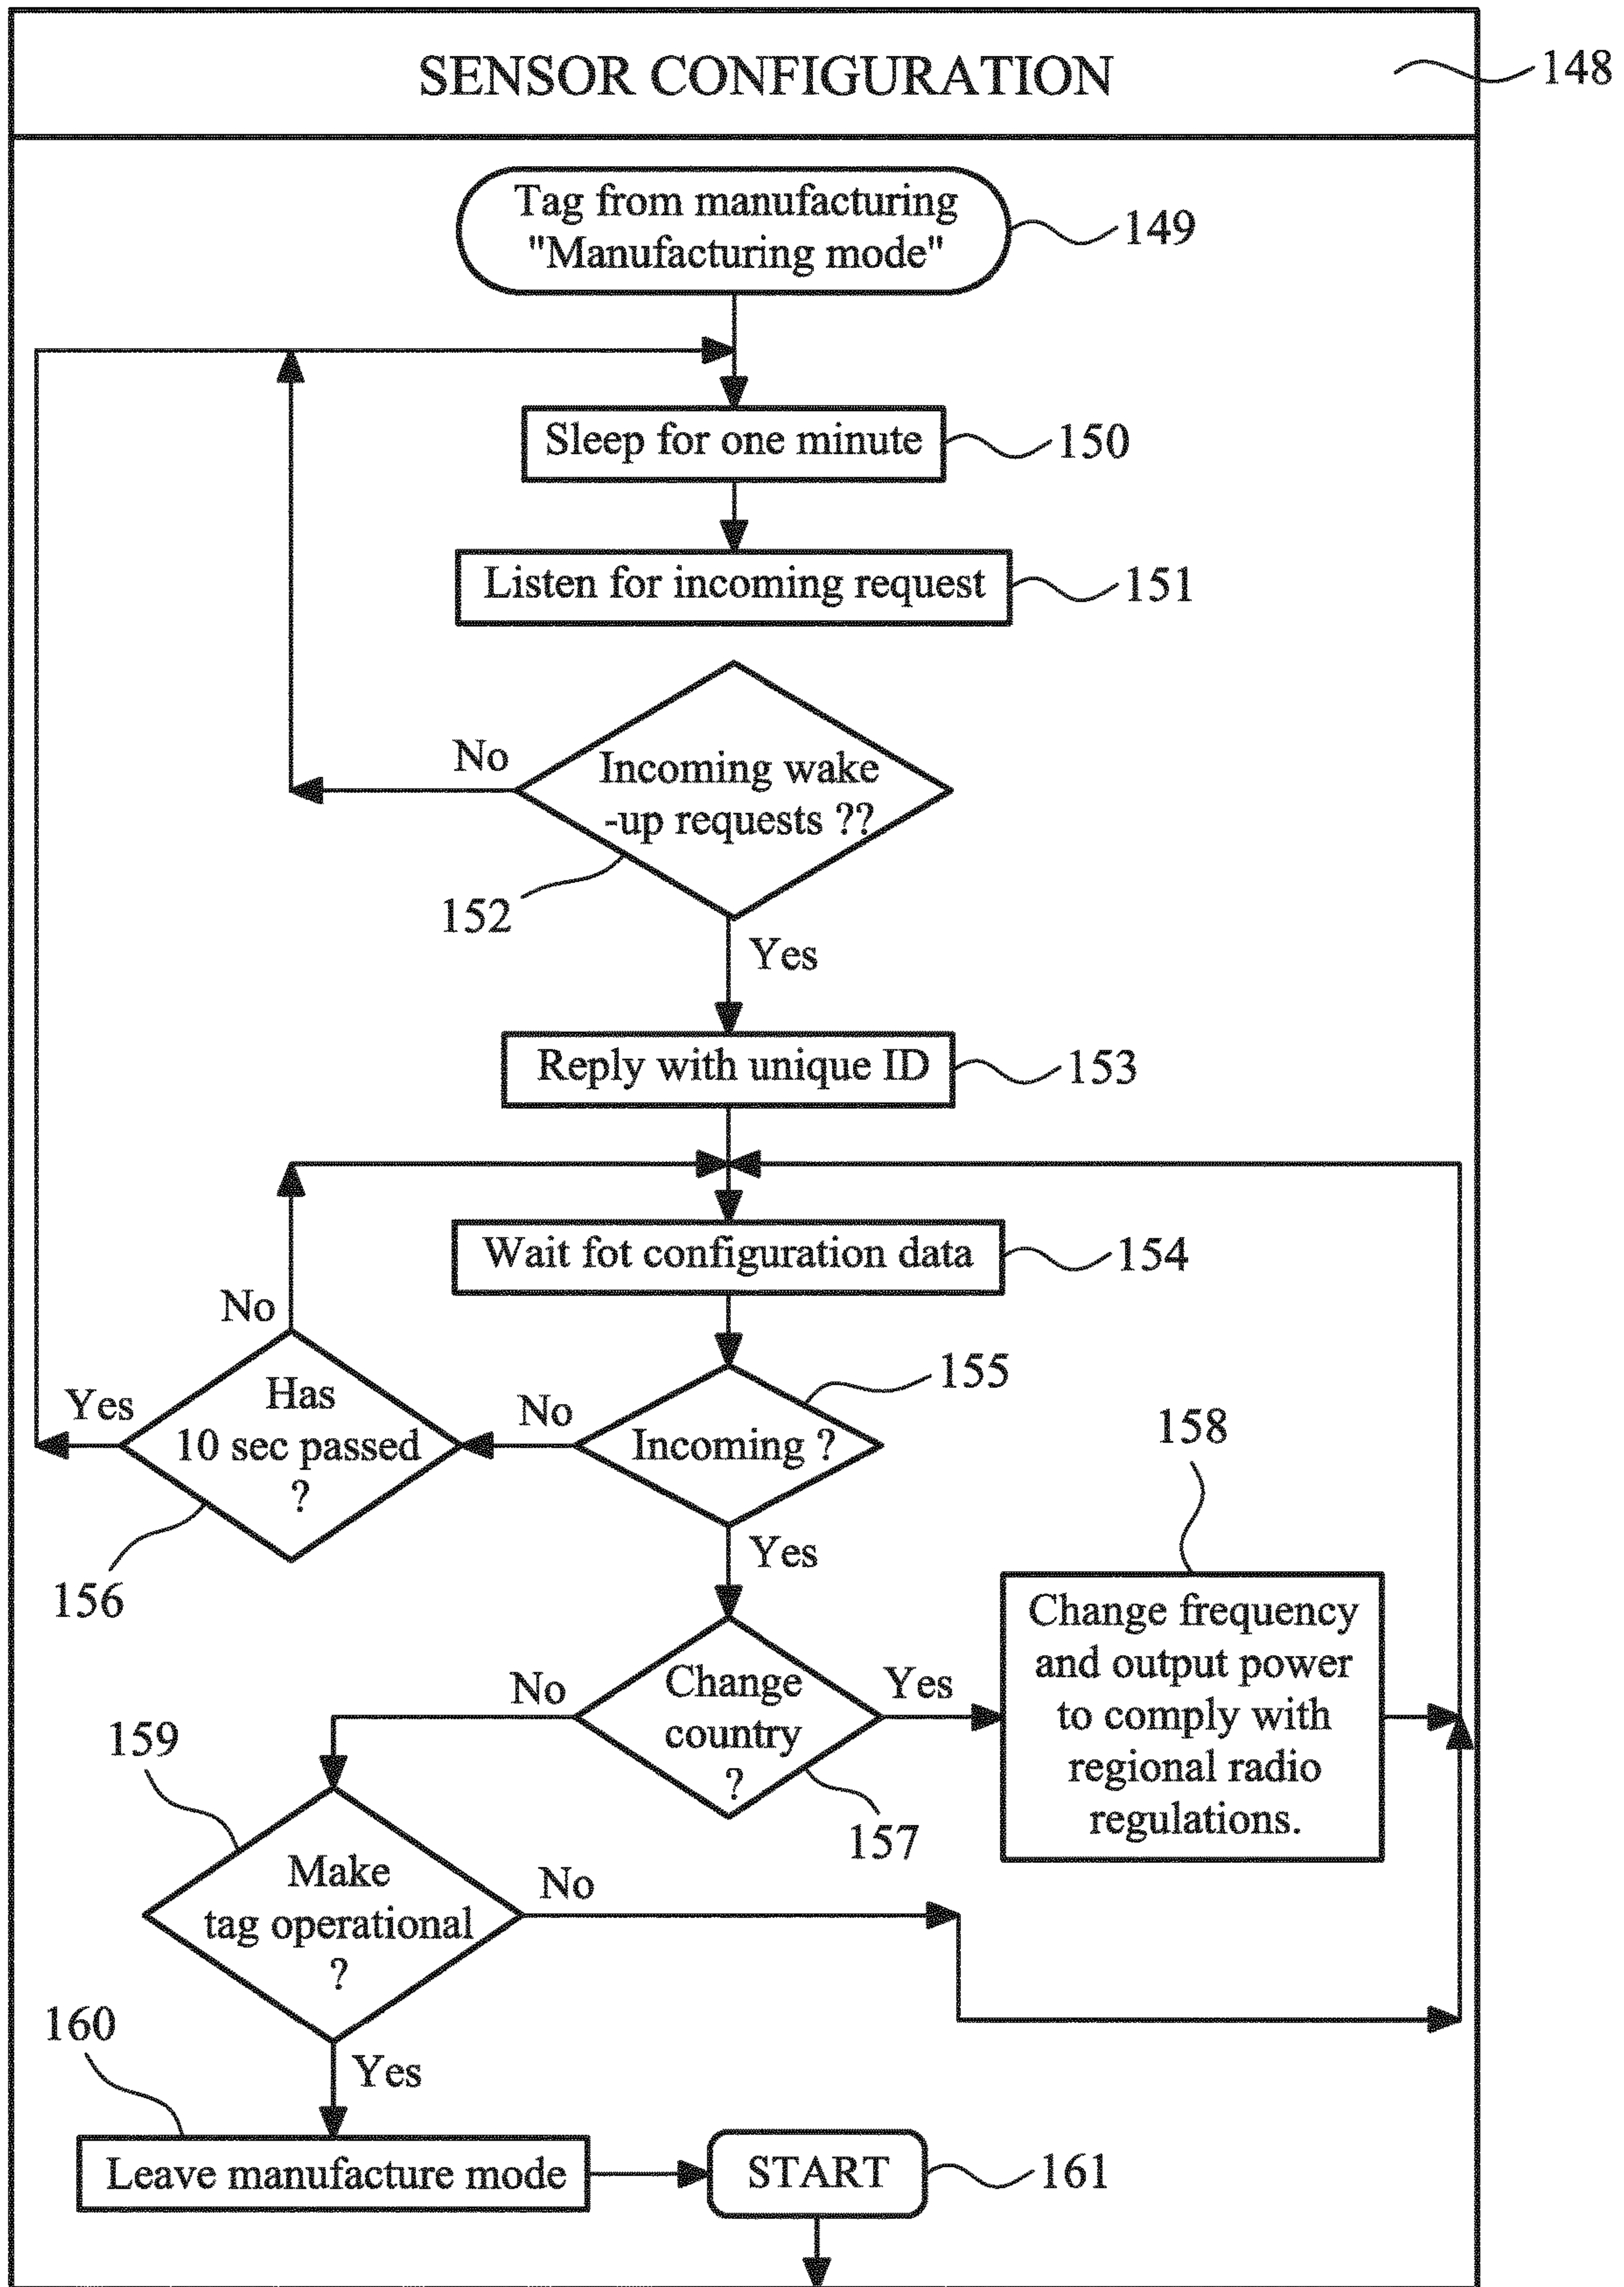 SENSOR CONFIGURATION
148
Tag from manufacturing
"Manufacturing mode"
149
Sleep for one minute
150
Listen for incoming request
151
No
Incoming wake
-up requests ??
152
Yes
Reply with unique ID
153
Wait fot configuration data
154
No
155
Yes
Has
10 sec passed
?
No
Incoming ?
156
Yes
158
Change frequency
and output power
to comply with
regional radio
regulations.
No
Change
country
?
Yes
157
159
Make
tag operational
?
No
160
Yes
Leave manufacture mode
START
161